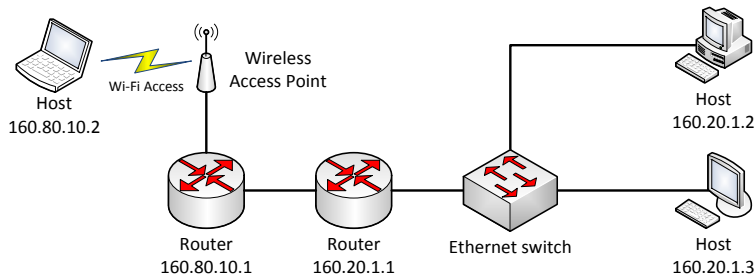 Wireless
Access Point
Wi-Fi Access
Host
160.80.10.2
Host
160.20.1.2
Router
160.80.10.1
Router
160.20.1.1
Ethernet switch
Host
160.20.1.3